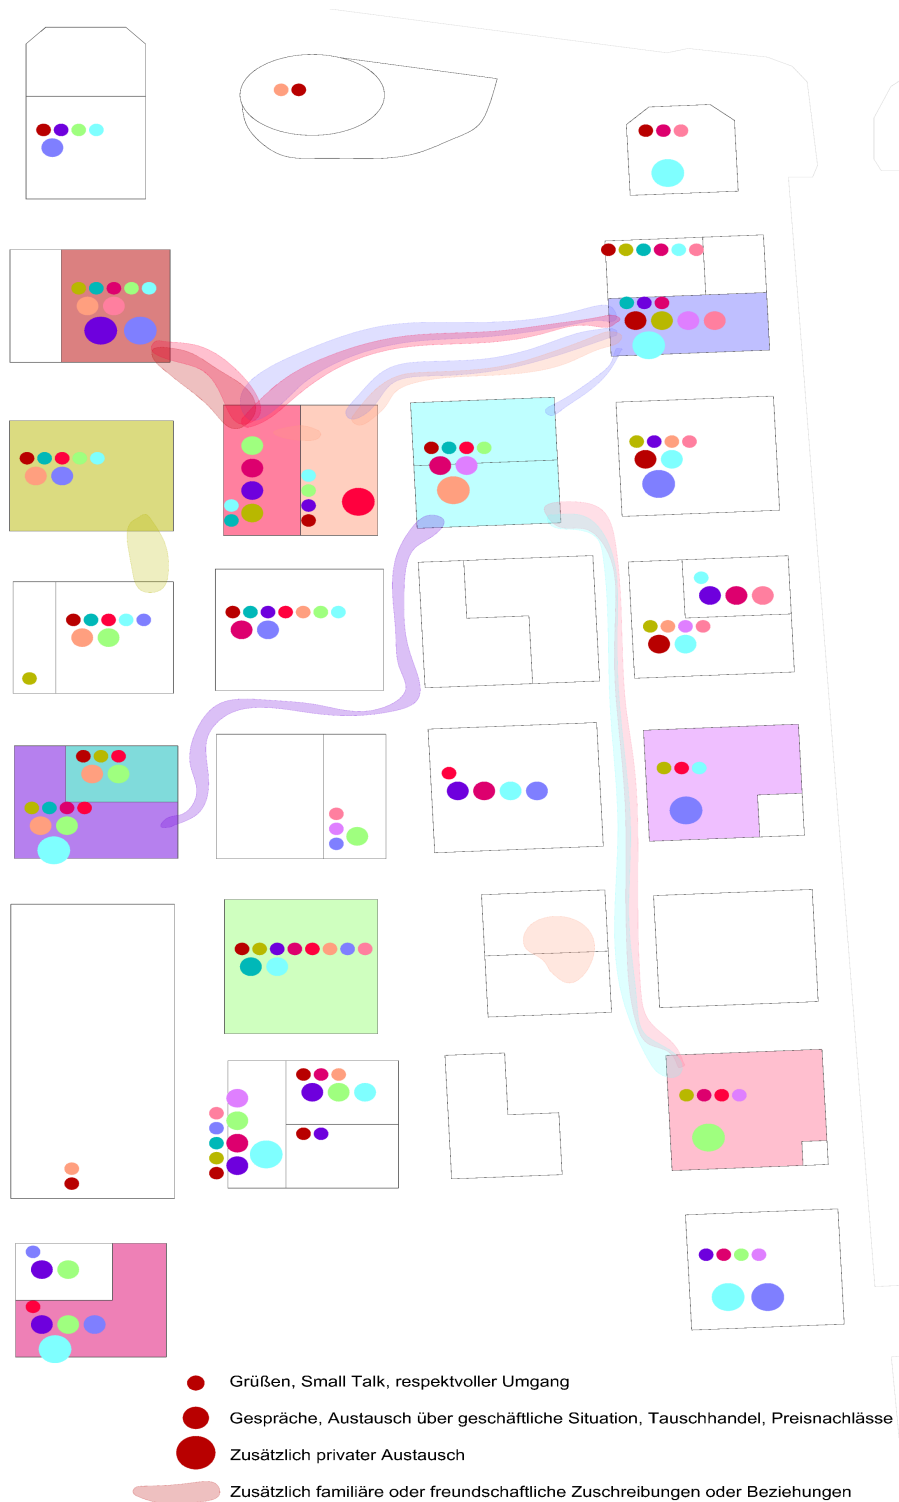 Grüßen, Small Talk, respektvoller Umgang
Gespräche, Austausch über geschäftliche Situation, Tauschhandel, Preisnachlässe
Zusätzlich privater Austausch
Zusätzlich familiäre oder freundschaftliche Zuschreibungen oder Beziehungen